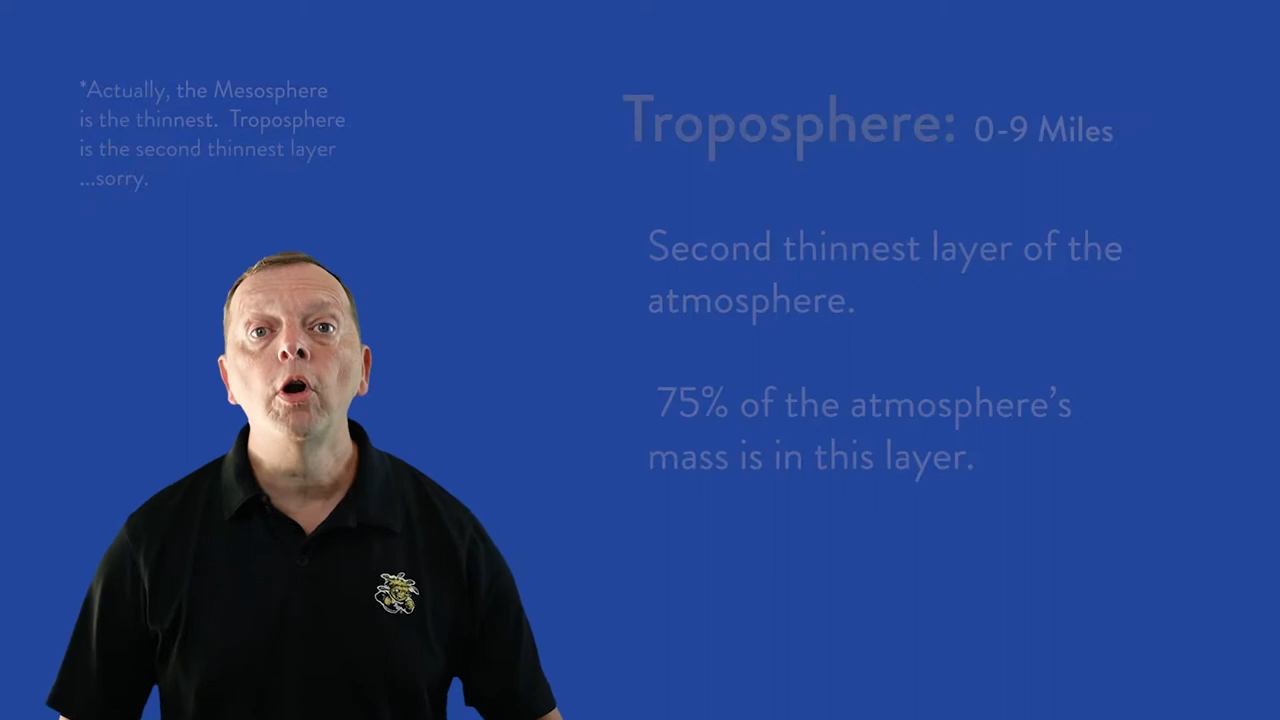 *Actually, the Mesosphere
is the thinnest. Troposphere
is the second thinnest layer
...sorry.
Troposphere: 0-9 Miles
Second thinnest layer of the
atmosphere.
75% of the atmosphere’s
mass is in this layer.